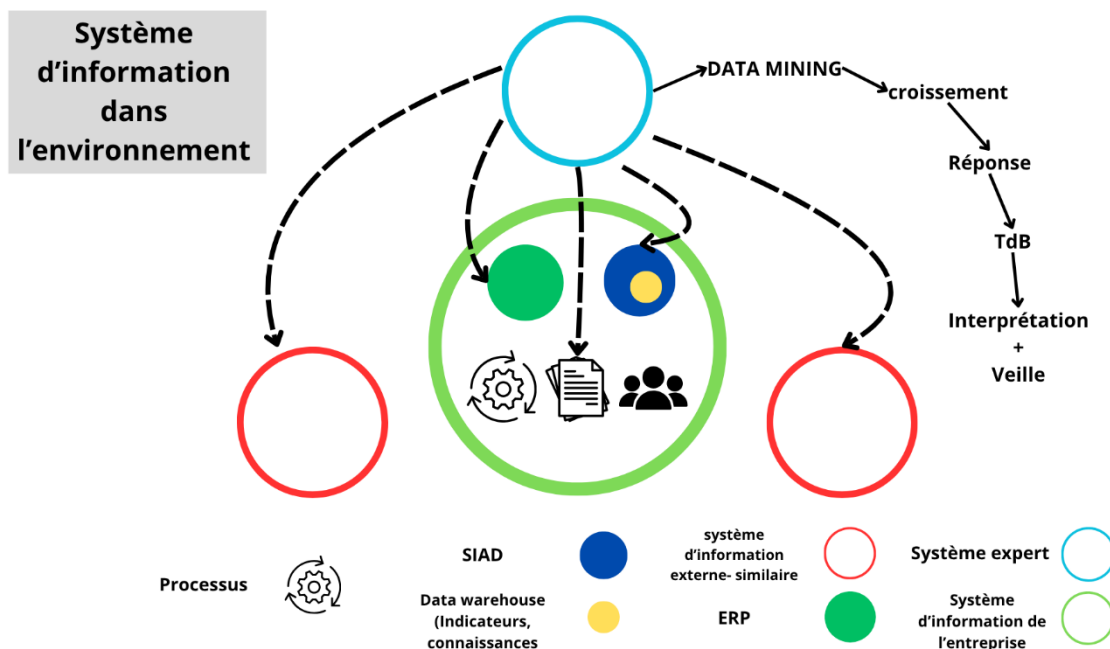 Système
d'information
dans
l'environnement
DATA MINING
croissement
Réponse
TdB
Interprétation
+
Veille
Processus
SIAD
Data warehouse
(Indicateurs,
connaissances
système
d'information
externe- similaire
ERP
Système expert
Système
d'information de
l'entreprise